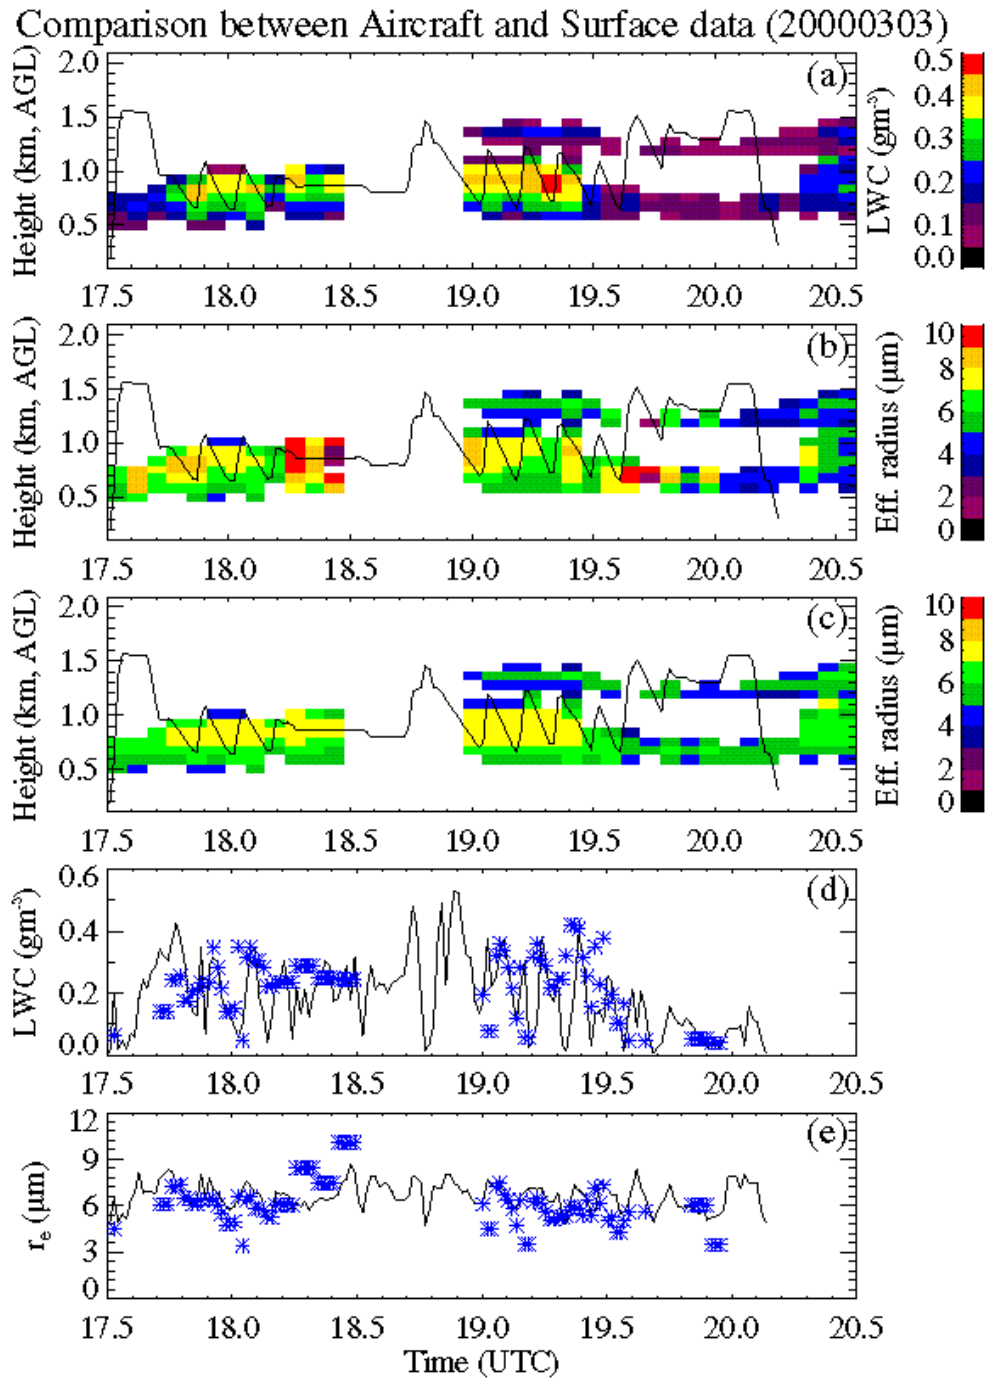 Comparison between Aircraft and Surface data (20000303)
(a)
Height (km, AGL)
2.0
1.5
1.0
0.5
17.5 18.0 18.5 19.0 19.5 20.0 20.5
LWC (gm⁻³)
0.5
0.4
0.3
0.2
0.1
0.0
(b)
Height (km, AGL)
2.0
1.5
1.0
0.5
17.5 18.0 18.5 19.0 19.5 20.0 20.5
Eff. radius (μm)
10
8
6
4
2
0
(c)
Height (km, AGL)
2.0
1.5
1.0
0.5
17.5 18.0 18.5 19.0 19.5 20.0 20.5
Eff. radius (μm)
10
8
6
4
2
0
(d)
LWC (gm⁻³)
0.6
0.4
0.2
0.0
17.5 18.0 18.5 19.0 19.5 20.0 20.5
(e)
rₑ (μm)
12
9
6
3
0
17.5 18.0 18.5 19.0 19.5 20.0 20.5
Time (UTC)